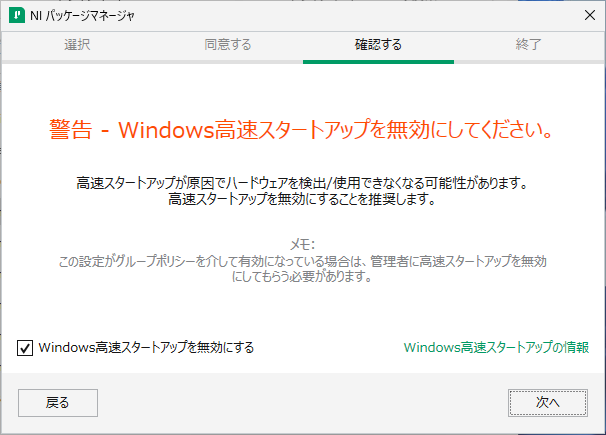 NI パッケージマネージャ
選択
同意する
確認する
終了
警告 - Windows高速スタートアップを無効にしてください。
高速スタートアップが原因でハードウェアを検出/使用できなくなる可能性があります。
高速スタートアップを無効にすることを推奨します。
メモ:
この設定がグループポリシーを介して有効になっている場合は、管理者に高速スタートアップを無効
にしてもらう必要があります。
Windows高速スタートアップを無効にする
Windows高速スタートアップの情報
戻る
次へ